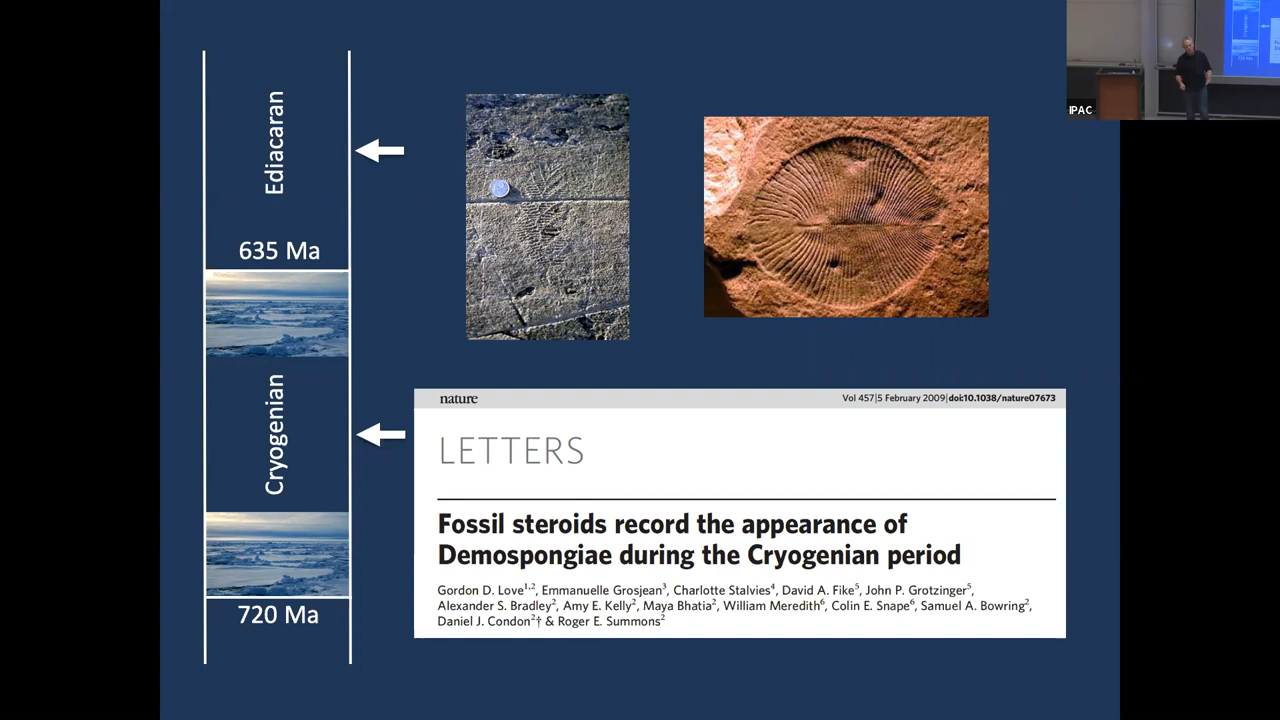 Ediacaran
635 Ma
Cryogenian
720 Ma
nature
Vol 457|5 February 2009|doi:10.1038/nature07673
LETTERS
Fossil steroids record the appearance of
Demospongiae during the Cryogenian period
Gordon D. Love1,2, Emmanuelle Grosjean3, Charlotte Stalvies4, David A. Fike5, John P. Grotzinger5,
Alexander S. Bradley2, Amy E. Kelly2, Maya Bhatia2, William Meredith6, Colin E. Snape6, Samuel A. Bowring2,
Daniel J. Condon2† & Roger E. Summons2
HPAC